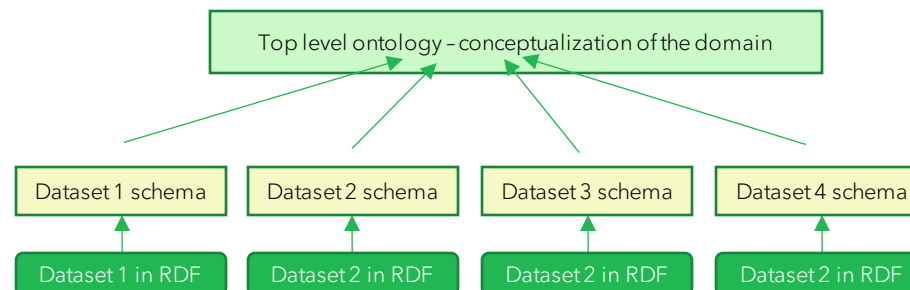 Top level ontology – conceptualization of the domain
Dataset 1 schema
Dataset 2 schema
Dataset 3 schema
Dataset 4 schema
Dataset 1 in RDF
Dataset 2 in RDF
Dataset 2 in RDF
Dataset 2 in RDF